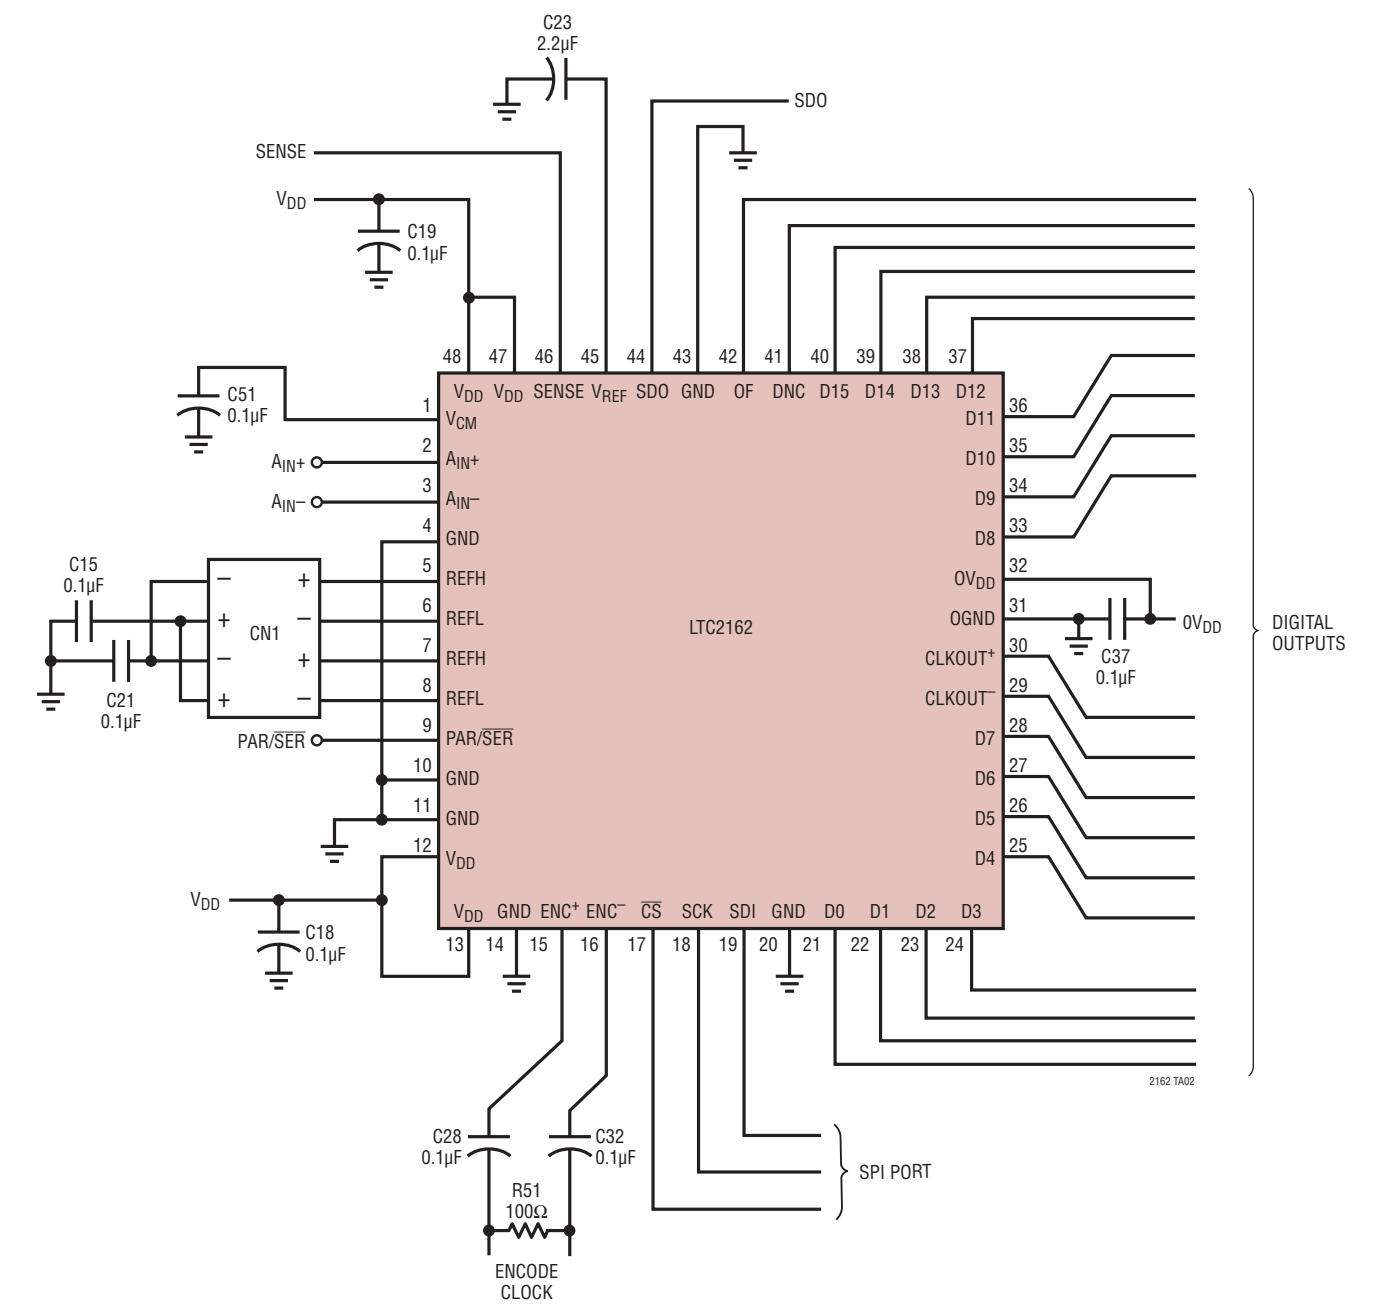 C23
2.2µF
SDO
SENSE
VDD
C19
0.1µF
48 47 46 45 44 43 42 41 40 39 38 37
VDD VDD SENSE VREF SDO GND OF DNC D15 D14 D13 D12
C51
0.1µF
1
VCM
D11
36
2
AIN+
AIN+
D10
35
3
AIN–
AIN–
D9
34
4
GND
D8
33
C15
0.1µF
5
REFH
OVDD
32
6
REFL
OGND
31
OVDD
C37
0.1µF
– +
+ –
CN1
– +
+ –
LTC2162
DIGITAL
OUTPUTS
7
REFH
CLKOUT+
30
C21
0.1µF
8
REFL
CLKOUT–
29
PAR/SER
9
PAR/SER
D7
28
10
GND
D6
27
11
GND
D5
26
12
VDD
D4
25
VDD
C18
0.1µF
VDD GND ENC+ ENC– CS SCK SDI GND D0 D1 D2 D3
13 14 15 16 17 18 19 20 21 22 23 24
2162 TA02
C28
0.1µF
C32
0.1µF
SPI PORT
R51
100Ω
ENCODE
CLOCK